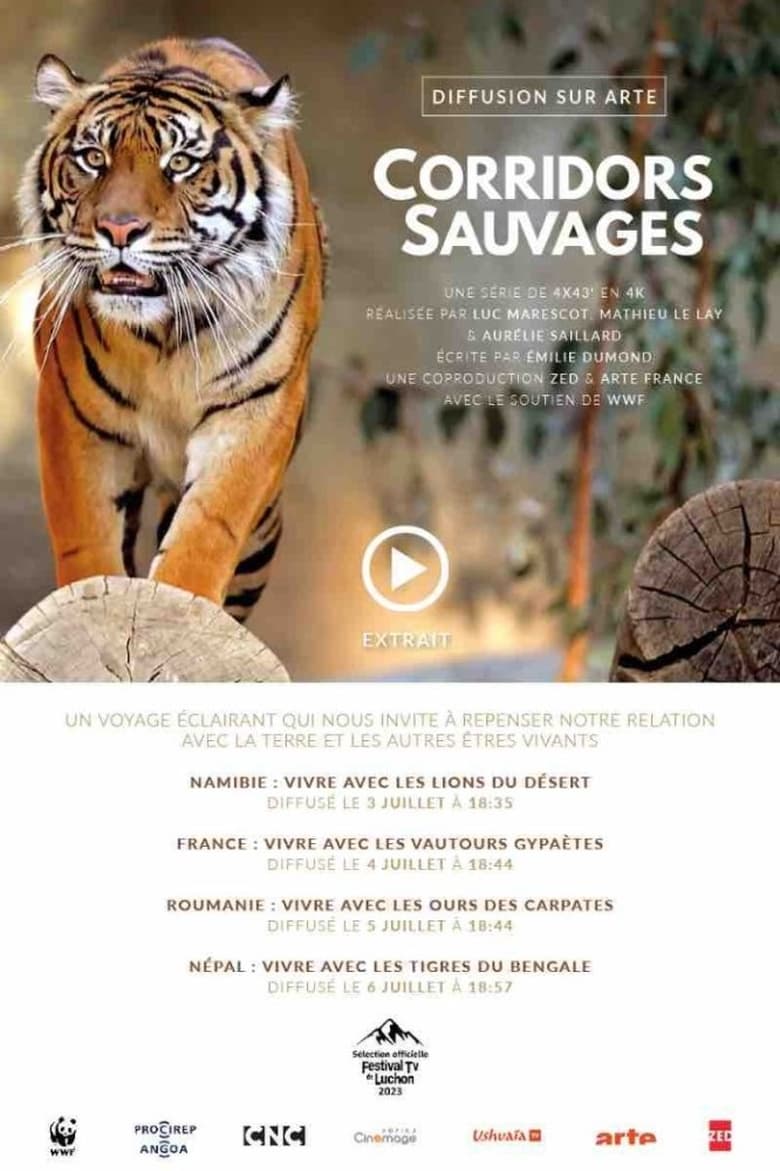 DIFFUSION SUR ARTE
CORRIDORS
SAUVAGES
UNE SÉRIE DE 4X43' EN 4K
RÉALISÉE PAR LUC MARESCOT, MATHIEU LE LAY
& AURÉLIE SAILLARD
ÉCRITE PAR ÉMILIE DUMOND
UNE COPRODUCTION ZED & ARTE FRANCE
AVEC LE SOUTIEN DE WWF
EXTRAIT
UN VOYAGE ÉCLAIRANT QUI NOUS INVITE À REPENSER NOTRE RELATION
AVEC LA TERRE ET LES AUTRES ÊTRES VIVANTS
NAMIBIE : VIVRE AVEC LES LIONS DU DÉSERT
DIFFUSÉ LE 3 JUILLET À 18:35
FRANCE : VIVRE AVEC LES VAUTOURS GYPAÈTES
DIFFUSÉ LE 4 JUILLET À 18:44
ROUMANIE : VIVRE AVEC LES OURS DES CARPATES
DIFFUSÉ LE 5 JUILLET À 18:44
NÉPAL : VIVRE AVEC LES TIGRES DU BENGALE
DIFFUSÉ LE 6 JUILLET À 18:57
Sélection officielle
Festival TV
de Luchon
2023
WWF
PROCIREP
ANGOA
CNC
Cinémage
Ushuaïa TV
arte
ZED